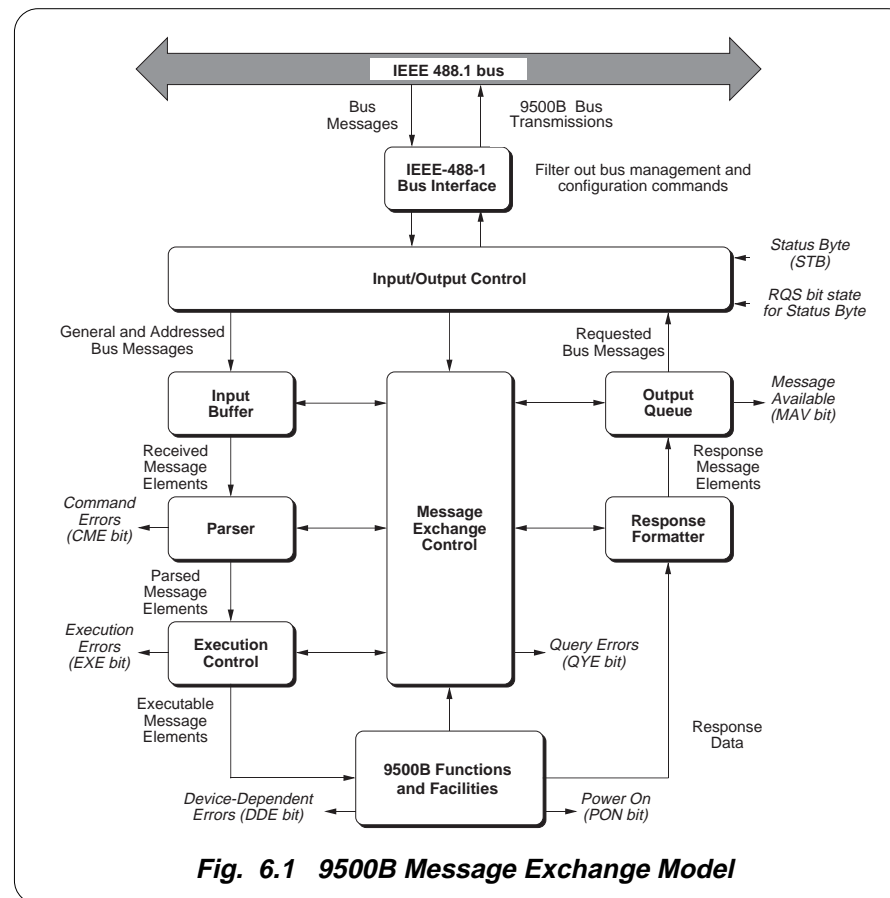 IEEE 488.1 bus
Bus
Messages
9500B Bus
Transmissions
IEEE-488-1
Bus Interface
Filter out bus management and
configuration commands
Input/Output Control
Status Byte
(STB)
RQS bit state
for Status Byte
General and Addressed
Bus Messages
Requested
Bus Messages
Input
Buffer
Output
Queue
Message
Available
(MAV bit)
Received
Message
Elements
Response
Message
Elements
Command
Errors
(CME bit)
Parser
Message
Exchange
Control
Response
Formatter
Parsed
Message
Elements
Execution
Errors
(EXE bit)
Execution
Control
Query Errors
(QYE bit)
Executable
Message
Elements
Response
Data
9500B Functions
and Facilities
Device-Dependent
Errors (DDE bit)
Power On
(PON bit)
Fig. 6.1 9500B Message Exchange Model